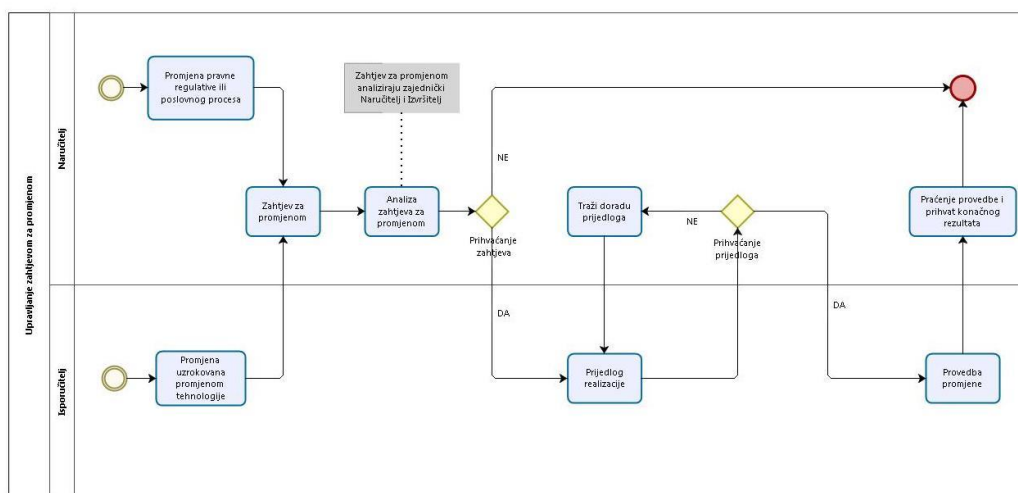 Upravljanje zahtjevom za promjenom
Naručitelj
Promjena pravne
regulative ili
poslovnog procesa
Zahtjev za promjenom
analiziraju zajednički
Naručitelj i Izvršitelj
Zahtjev za
promjenom
Analiza
zahtjeva za
promjenom
NE
Prihvaćanje
zahtjeva
Traži doradu
prijedloga
NE
Prihvaćanje
prijedloga
Praćenje provedbe i
prihvat konačnog
rezultata
Isporučitelj
Promjena
uzrokovana
promjenom
tehnologije
DA
Prijedlog
realizacije
DA
Provedba
promjene